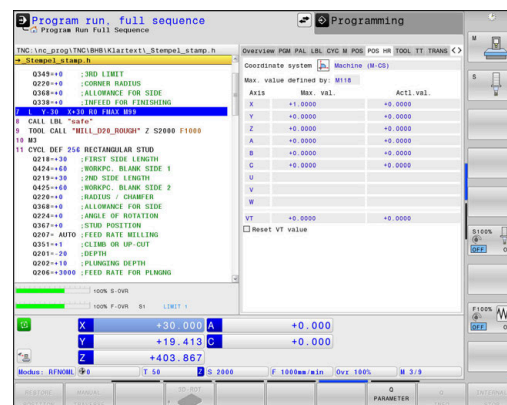 Program run, full sequence
Program Run Full Sequence
Programming
TNC:\nc_prog\TNC\BHB\Klartext\_Stempel_stamp.h
→_Stempel_stamp.h
Q349=+0 ;3RD LIMIT
Q220=+0 ;CORNER RADIUS
Q368=+0 ;ALLOWANCE FOR SIDE
Q338=+0 ;INFEED FOR FINISHING
7 L Y-30 X+30 R0 FMAX M99
8 CALL LBL "safe"
9 TOOL CALL "MILL_D20_ROUGH" Z S2000 F1000
10 M3
11 CYCL DEF 256 RECTANGULAR STUD
Q218=+30 ;FIRST SIDE LENGTH
Q424=+60 ;WORKPC. BLANK SIDE 1
Q219=+30 ;2ND SIDE LENGTH
Q425=+60 ;WORKPC. BLANK SIDE 2
Q220=+0 ;RADIUS / CHAMFER
Q368=+0 ;ALLOWANCE FOR SIDE
Q224=+0 ;ANGLE OF ROTATION
Q367=+0 ;STUD POSITION
Q207= AUTO ;FEED RATE MILLING
Q351=+1 ;CLIMB OR UP-CUT
Q201=-20 ;DEPTH
Q202=+10 ;PLUNGING DEPTH
Q206=+3000 ;FEED RATE FOR PLNGNG
Overview PGM PAL LBL CYC M POS POS HR TOOL TT TRANS
Coordinate system Machine (M-CS)
Max. value defined by: M118
Axis Max. val. Actl.val.
X +1.0000 +0.0000
Y +0.0000 +0.0000
Z +0.0000 +0.0000
A +0.0000 +0.0000
B +0.0000 +0.0000
C +0.0000 +0.0000
U
V
W
VT +0.0000 +0.0000
Reset VT value
100% S-OVR
100% F-OVR S1 LIMIT 1
X +30.000 A +0.000
Y +19.413 C +0.000
Z +403.867
Modus: RFNOML 0 T 50 Z S 2000 F 1000mm/min Ovr 100% M 3/9
M
S
S100%
OFF
F100%
OFF
3D-ROT
Q
PARAMETER
INTERNAL